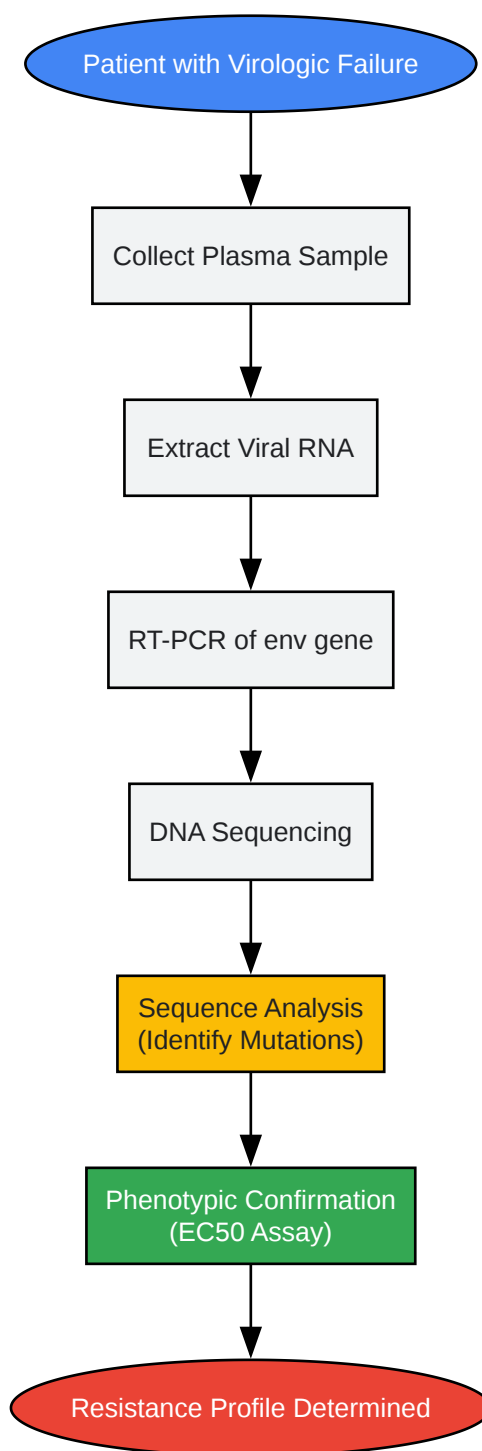 Patient with Virologic Failure
Collect Plasma Sample
Extract Viral RNA
RT-PCR of env gene
DNA Sequencing
Sequence Analysis
(Identify Mutations)
Phenotypic Confirmation
(EC50 Assay)
Resistance Profile Determined